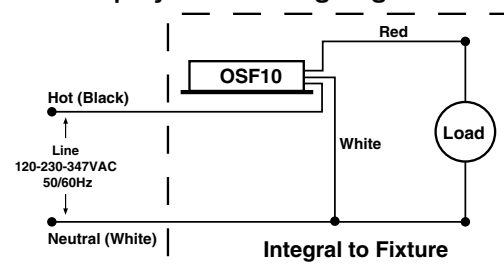 Red
OSF10
Hot (Black)
Load
Line
120-230-347VAC
50/60Hz
White
Neutral (White)
Integral to Fixture